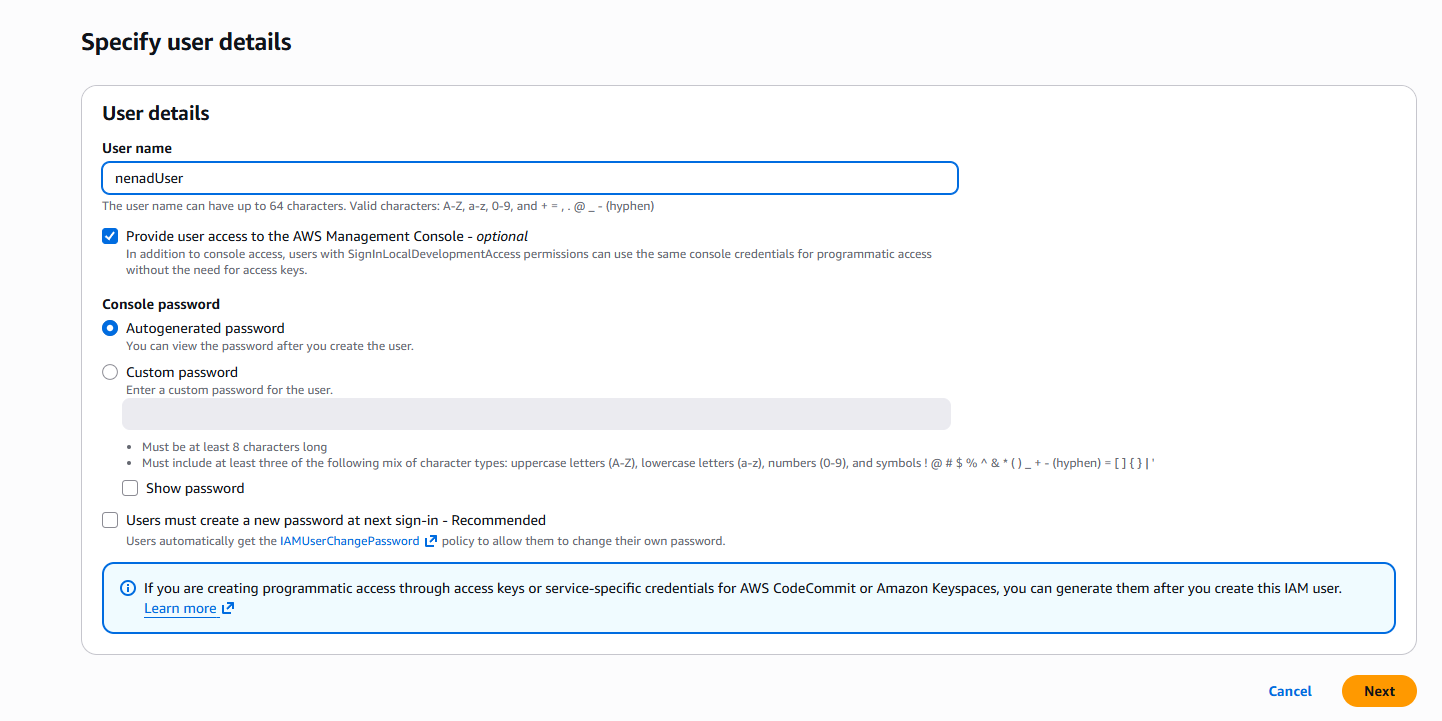 Specify user details
User details
User name
nenadUser
The user name can have up to 64 characters. Valid characters: A-Z, a-z, 0-9, and + = , . @ _ - (hyphen)
Provide user access to the AWS Management Console - optional
In addition to console access, users with SignInLocalDevelopmentAccess permissions can use the same console credentials for programmatic access
without the need for access keys.
Console password
Autogenerated password
You can view the password after you create the user.
Custom password
Enter a custom password for the user.
Must be at least 8 characters long
Must include at least three of the following mix of character types: uppercase letters (A-Z), lowercase letters (a-z), numbers (0-9), and symbols ! @ # $ % ^ & * ( ) _ + - (hyphen) = [ ] { } | '
Show password
Users must create a new password at next sign-in - Recommended
Users automatically get the IAMUserChangePassword policy to allow them to change their own password.
If you are creating programmatic access through access keys or service-specific credentials for AWS CodeCommit or Amazon Keyspaces, you can generate them after you create this IAM user.
Learn more
Cancel
Next